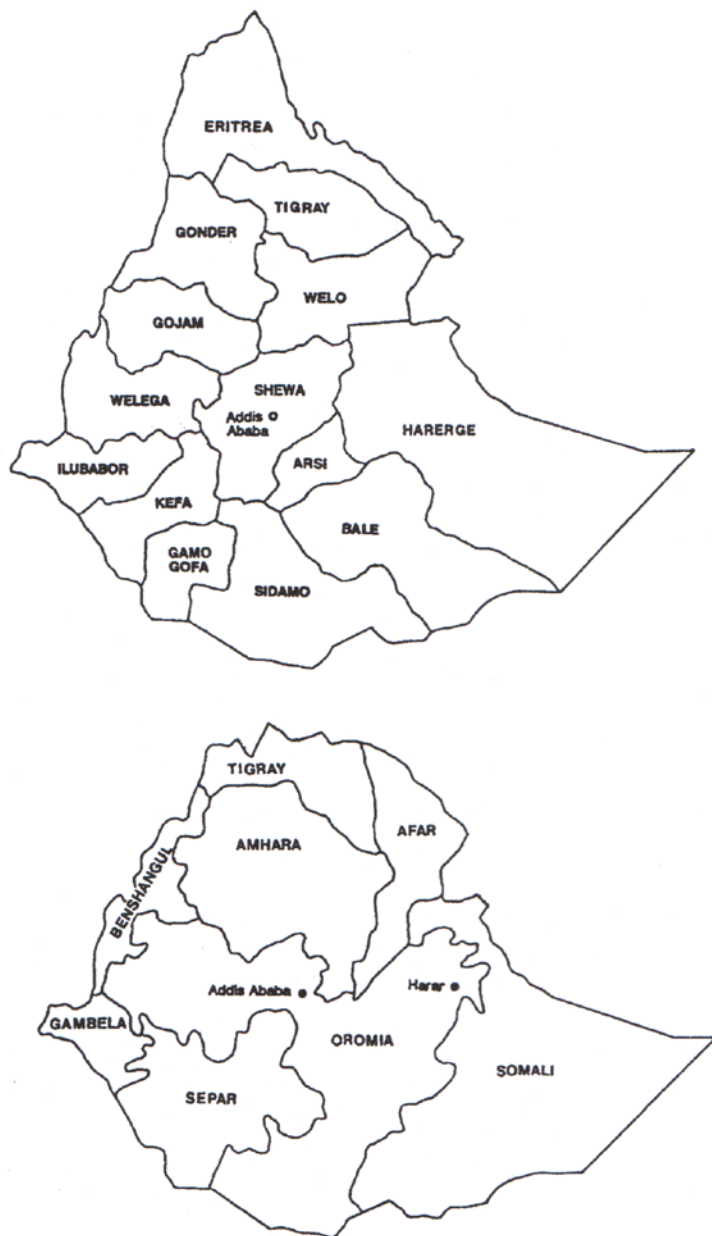 ERITREA
TIGRAY
GONDER
WELO
GOJAM
SHEWA
WELEGA
Addis
Ababa
HARERGE
ARSI
ILUBABOR
KEFA
BALE
GAMO
GOFA
SIDAMO
TIGRAY
AFAR
AMHARA
BENSHANGUL
Addis Ababa
Harar
GAMBELA
OROMIA
SOMALI
SEPAR